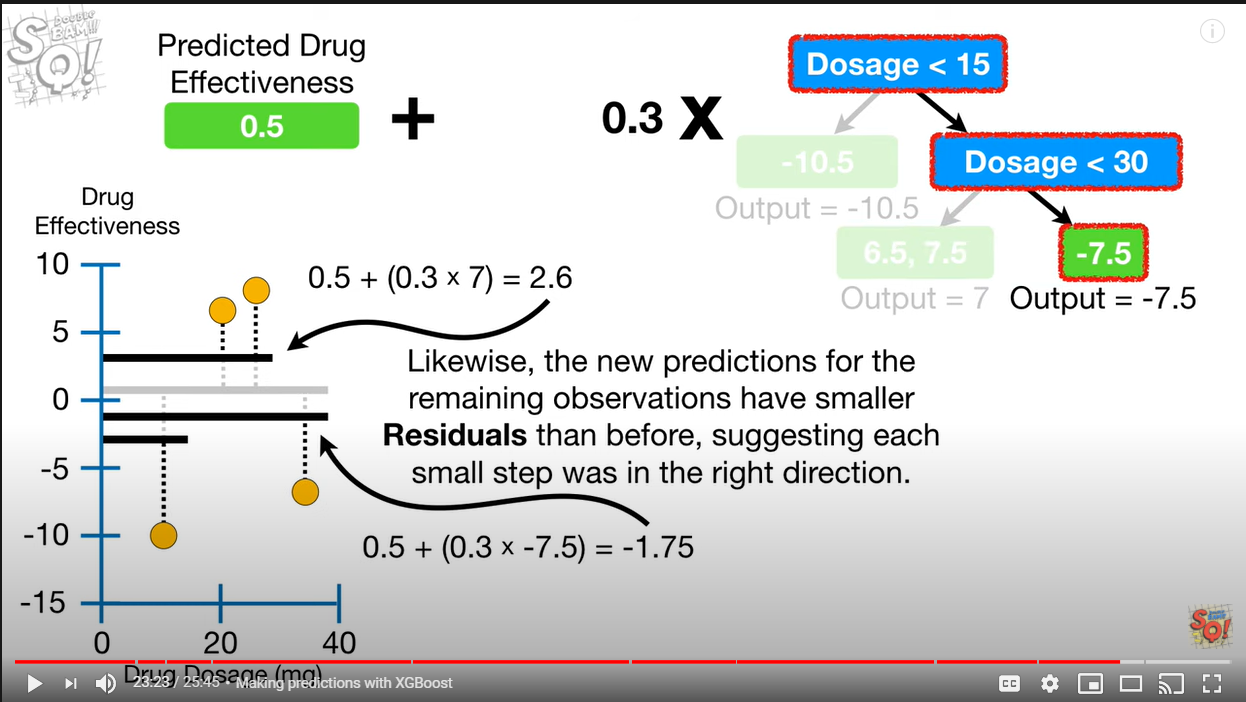 DOUBLE
BAM!!!
SQ!
Predicted Drug
Effectiveness
0.5
+
0.3 X
Dosage < 15
-10.5
Output = -10.5
Dosage < 30
6.5, 7.5
Output = 7
-7.5
Output = -7.5
Drug
Effectiveness
10
5
0
-5
-10
-15
0.5 + (0.3 x 7) = 2.6
Likewise, the new predictions for the
remaining observations have smaller
Residuals than before, suggesting each
small step was in the right direction.
0.5 + (0.3 x -7.5) = -1.75
0
20
40
Drug Dosage (mg)
SQ!
23:23 / 25:45 • Making predictions with XGBoost
CC